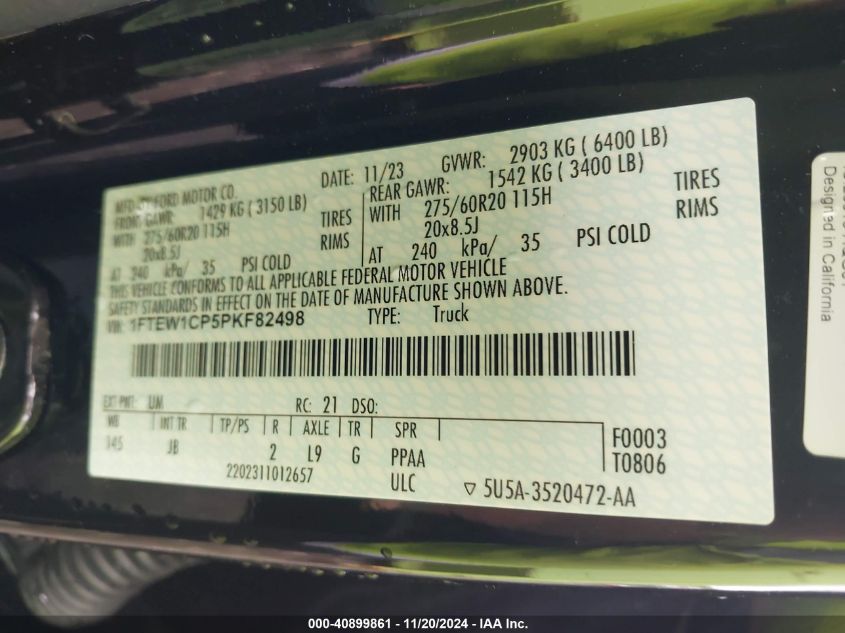 MFD. BY FORD MOTOR CO.
DATE: 11/23 GVWR: 2903 KG ( 6400 LB)
FRONT GAWR: 1429 KG ( 3150 LB)
REAR GAWR: 1542 KG ( 3400 LB)
WITH 275/60R20 115H TIRES
WITH 275/60R20 115H TIRES
20x8.5J RIMS
20x8.5J RIMS
AT 240 kPa/ 35 PSI COLD
AT 240 kPa/ 35 PSI COLD
THIS VEHICLE CONFORMS TO ALL APPLICABLE FEDERAL MOTOR VEHICLE
SAFETY STANDARDS IN EFFECT ON THE DATE OF MANUFACTURE SHOWN ABOVE.
VIN: 1FTEW1CP5PKF82498 TYPE: Truck
EXT PNT: UM RC: 21 DSO:
WB INT TR TP/PS R AXLE TR SPR
145 JB 2 L9 G PPAA
F0003
T0806
2202311012657 ULC
▽ 5U5A-3520472-AA
Designed in California
000-40899861 - 11/20/2024 - IAA Inc.